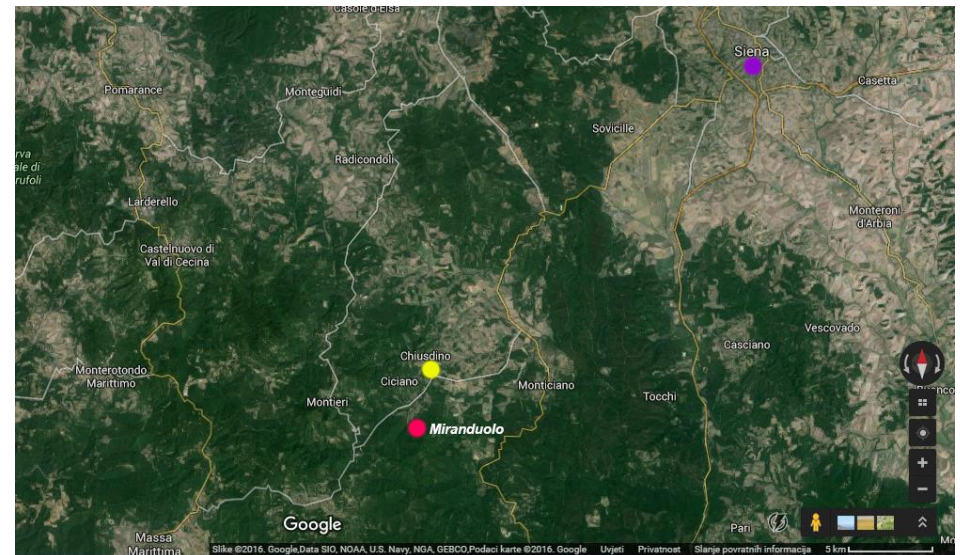 Casole d'Elsa
Siena
Casetta
Pomarance
Monteguidi
Sovicille
Radicondoli
rva
ale di
rufoli
Larderello
Monteroni
d'Arbia
Castelnuovo di
Val di Cecina
Vescovado
Casciano
Chiusdino
Monterotondo
Marittimo
Ciciano
Monticiano
Tocchi
Montieri
Miranduolo
Google
Pari
Massa
Marittima
Slike ©2016. Google,Data SIO, NOAA, U.S. Navy, NGA, GEBCO,Podaci karte ©2016. Google Uvjeti Privatnost Slanje povratnih informacija 5 km